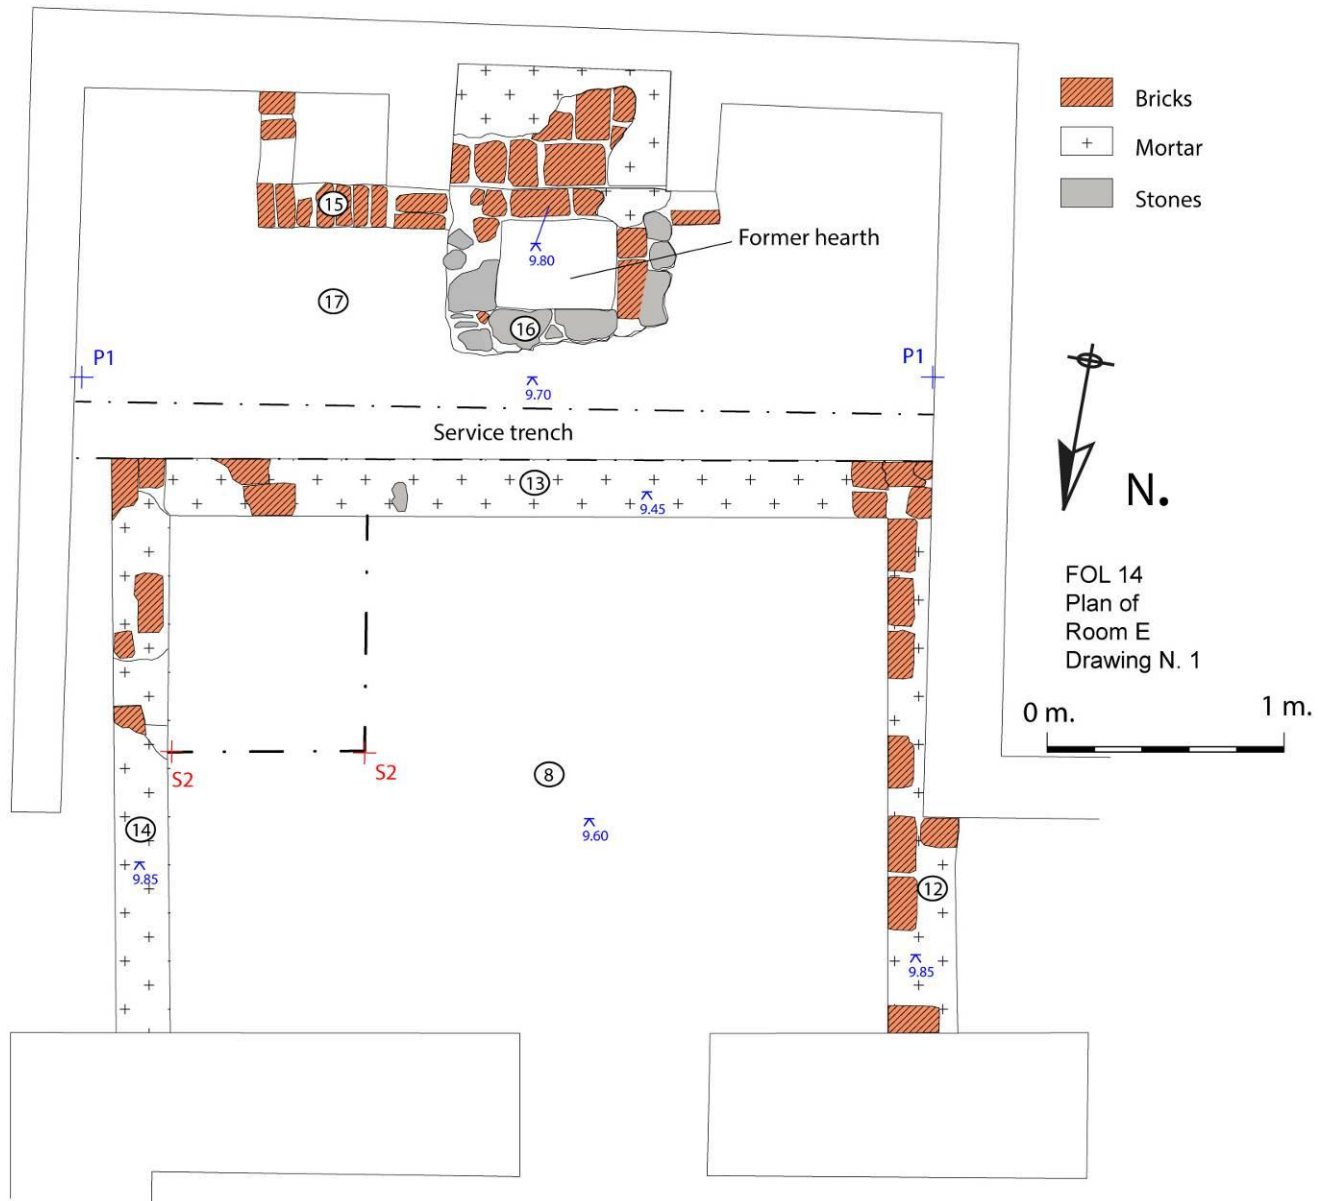 Bricks
Mortar
Stones
15
Former hearth
9.80
17
16
P1
P1
9.70
Service trench
13
9.45
N.
FOL 14
Plan of
Room E
Drawing N. 1
0 m.
1 m.
S2
S2
8
14
9.60
9.85
12
9.85